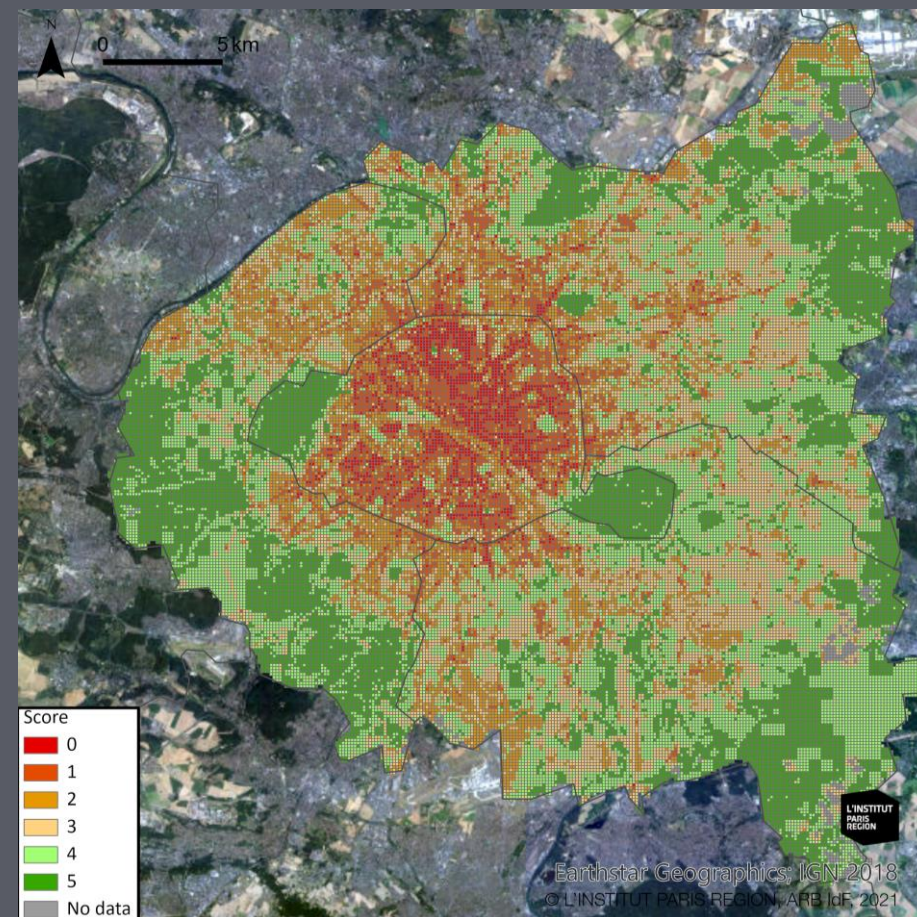 N
0 5 km
Score
0
1
2
3
4
5
No data
L'INSTITUT
PARIS
REGION
Earthstar Geographics; IGN 2018
© L'INSTITUT PARIS REGION, ARB IdF, 2021